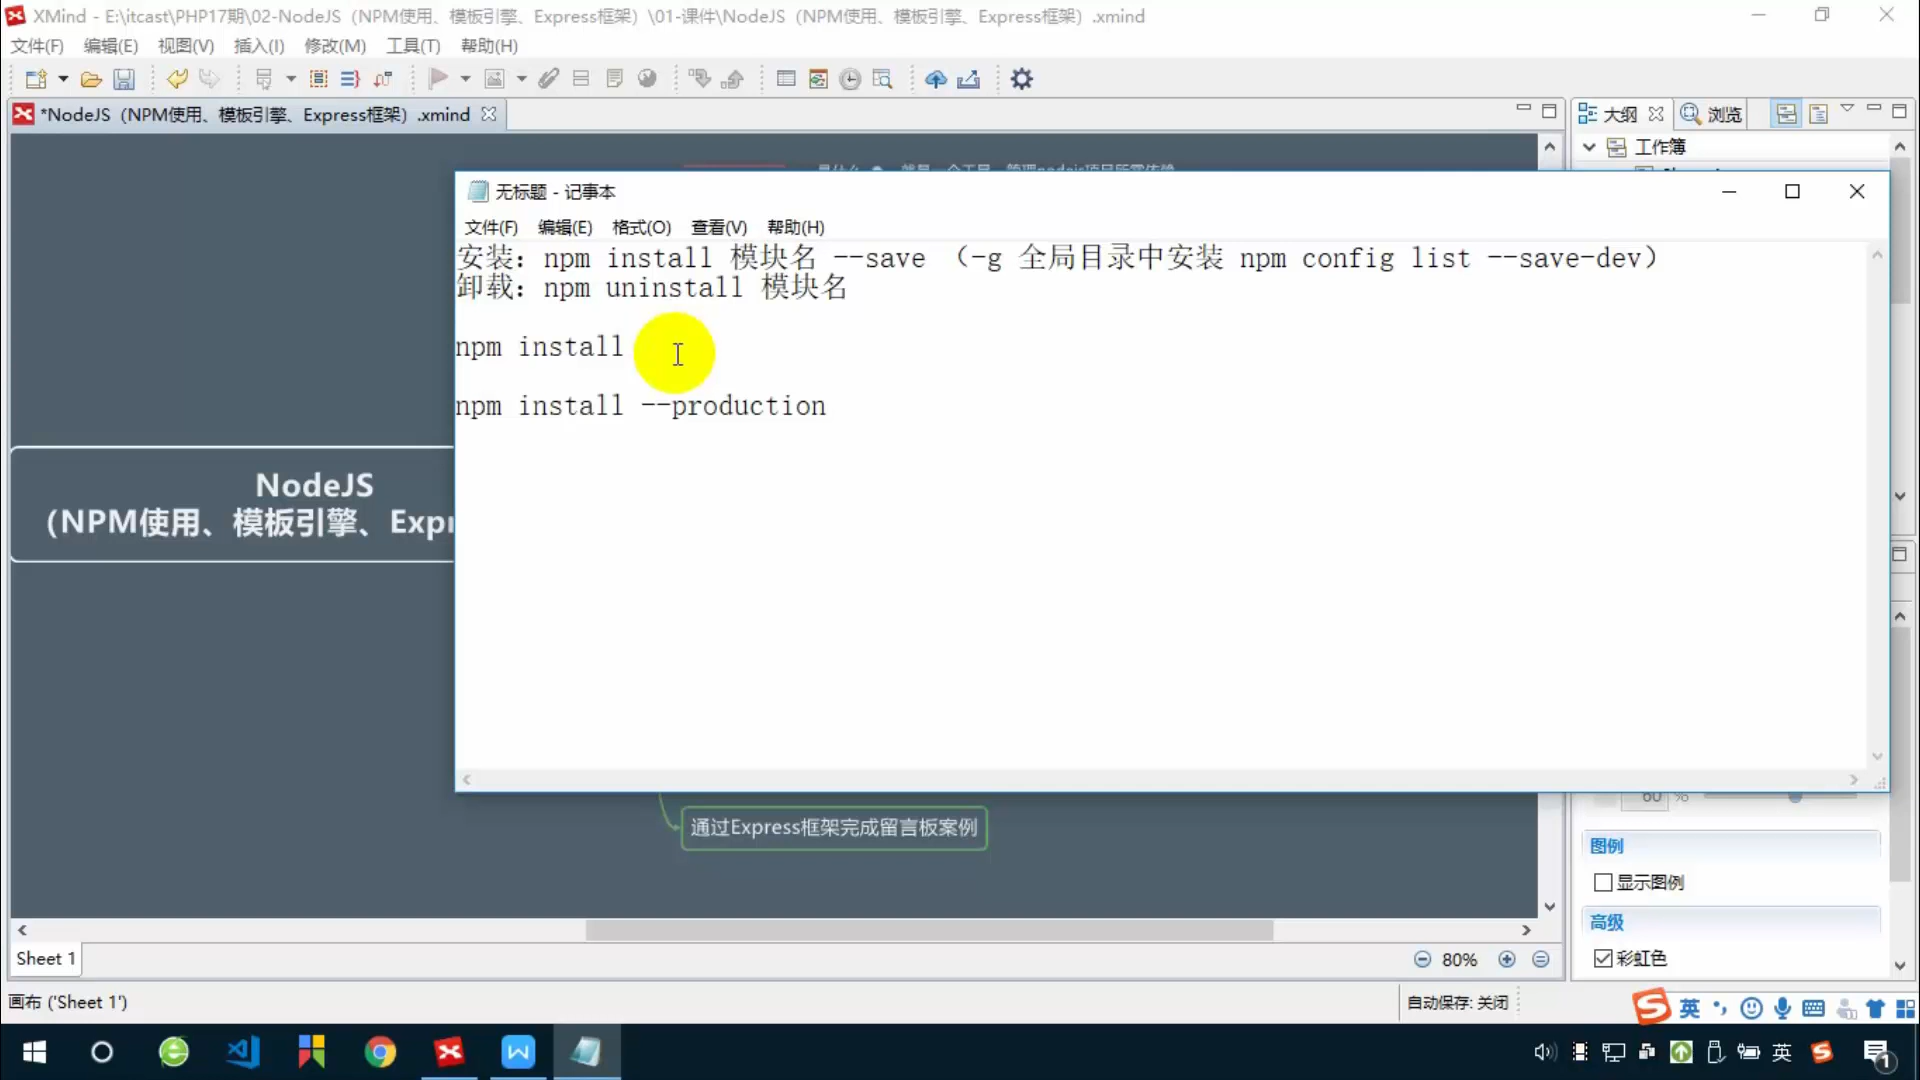 XMind - E:\itcast\PHP17期\02-NodeJS（NPM使用、模板引擎、Express框架）\01-课件\NodeJS（NPM使用、模板引擎、Express框架）.xmind
文件(F) 编辑(E) 视图(V) 插入(I) 修改(M) 工具(T) 帮助(H)
*NodeJS（NPM使用、模板引擎、Express框架）.xmind
大纲 浏览
工作簿
无标题 - 记事本
文件(F) 编辑(E) 格式(O) 查看(V) 帮助(H)
安装：npm install 模块名 --save （-g 全局目录中安装 npm config list --save-dev）
卸载：npm uninstall 模块名
npm install
npm install --production
NodeJS
（NPM使用、模板引擎、Expr
通过Express框架完成留言板案例
60 %
图例
显示图例
高级
彩虹色
Sheet 1
80%
画布 ('Sheet 1')
自动保存: 关闭
英
英
1